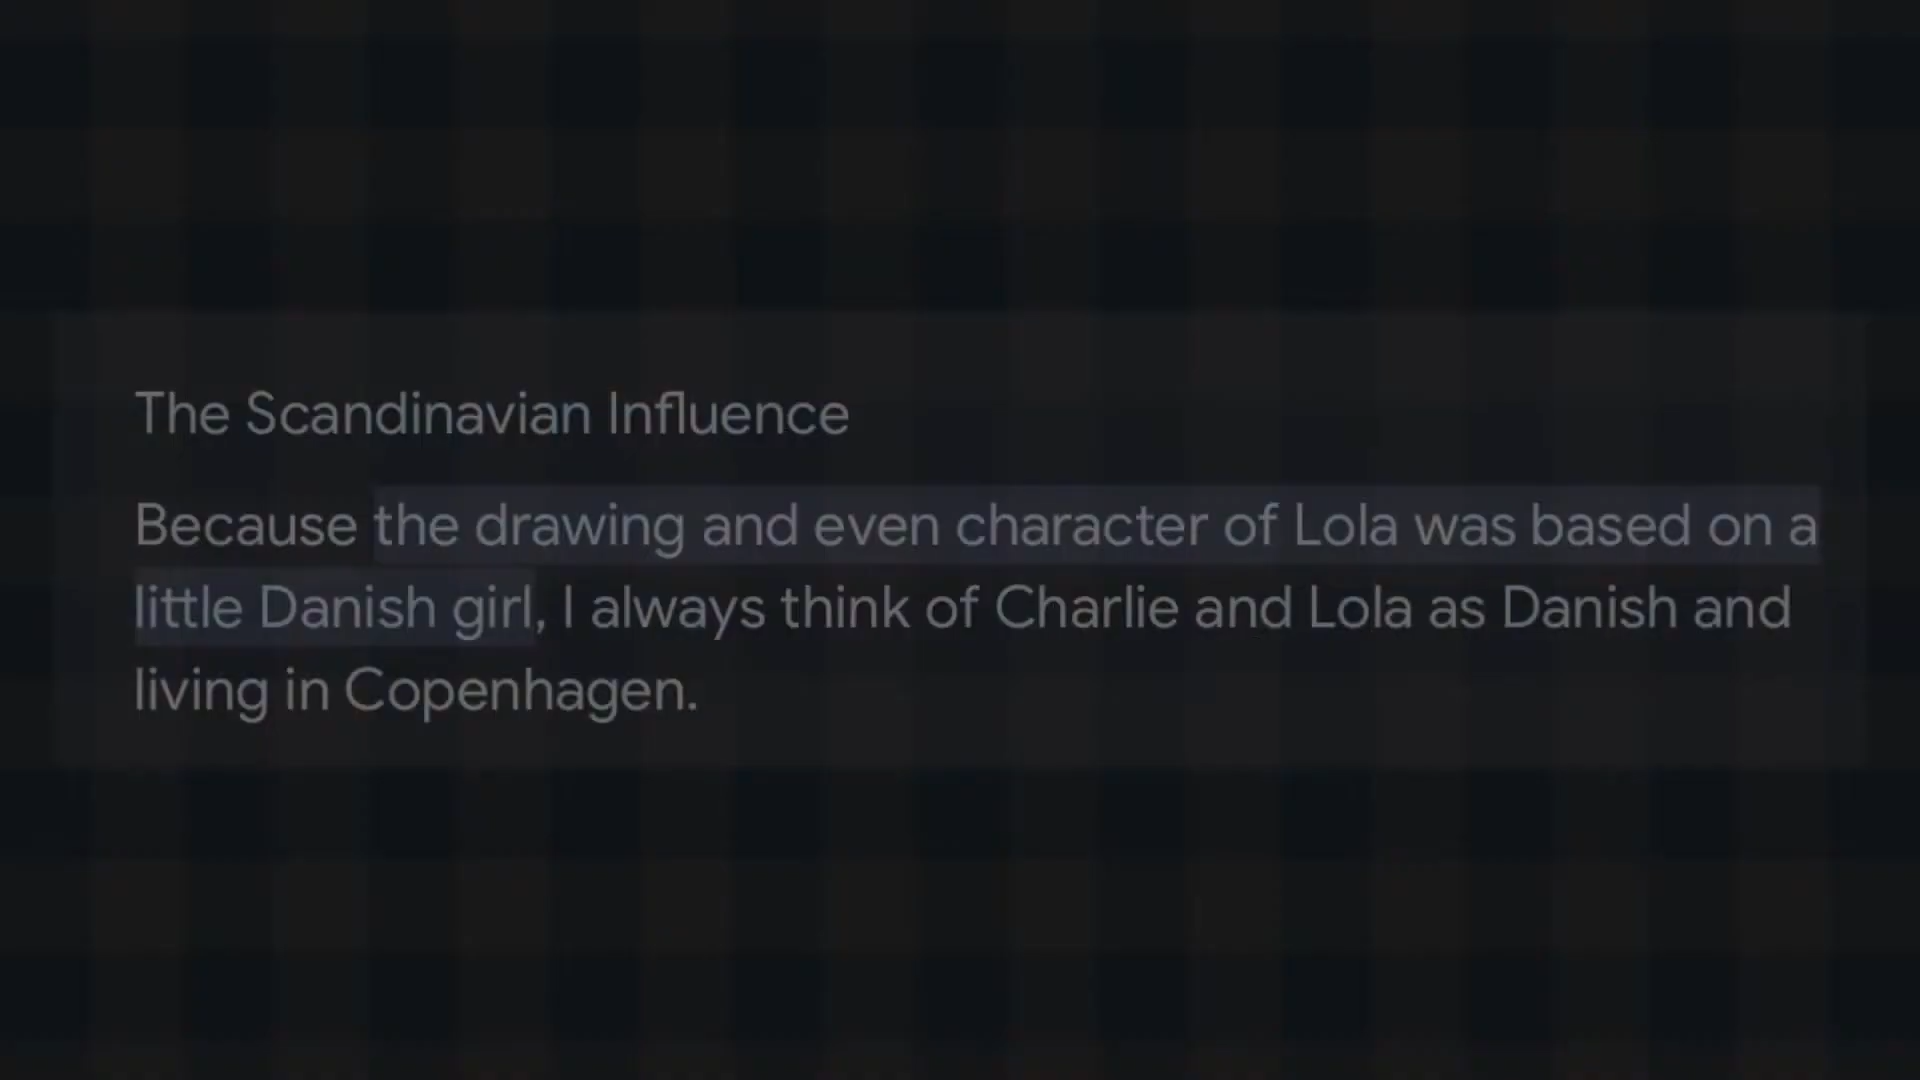 The Scandinavian Influence
Because the drawing and even character of Lola was based on a
little Danish girl, I always think of Charlie and Lola as Danish and
living in Copenhagen.